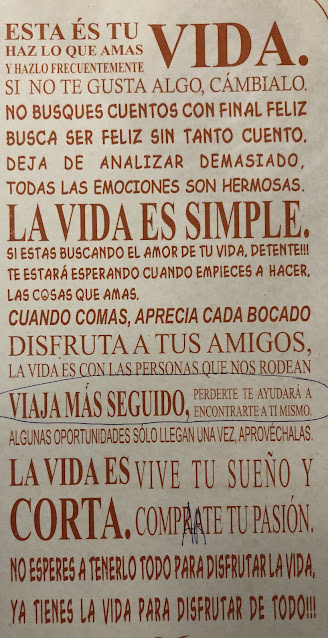 ESTA ÉS TU VIDA.
HAZ LO QUE AMAS
Y HAZLO FRECUENTEMENTE
SI NO TE GUSTA ALGO, CÁMBIALO.
NO BUSQUES CUENTOS CON FINAL FELIZ
BUSCA SER FELIZ SIN TANTO CUENTO.
DEJA DE ANALIZAR DEMASIADO,
TODAS LAS EMOCIONES SON HERMOSAS.
LA VIDA ES SIMPLE.
SI ESTAS BUSCANDO EL AMOR DE TU VIDA, DETENTE!!!
TE ESTARÁ ESPERANDO CUANDO EMPIECES A HACER,
LAS COSAS QUE AMAS.
CUANDO COMAS, APRECIA CADA BOCADO
DISFRUTA A TUS AMIGOS,
LA VIDA ES CON LAS PERSONAS QUE NOS RODEAN
VIAJA MÁS SEGUIDO, PERDERTE TE AYUDARÁ A
ENCONTRARTE A TI MISMO.
ALGUNAS OPORTUNIDADES SÓLO LLEGAN UNA VEZ, APROVÉCHALAS.
LA VIDA ES CORTA.
VIVE TU SUEÑO Y
COMPRATE TU PASIÓN.
NO ESPERES A TENERLO TODO PARA DISFRUTAR LA VIDA,
YA TIENES LA VIDA PARA DISFRUTAR DE TODO!!!